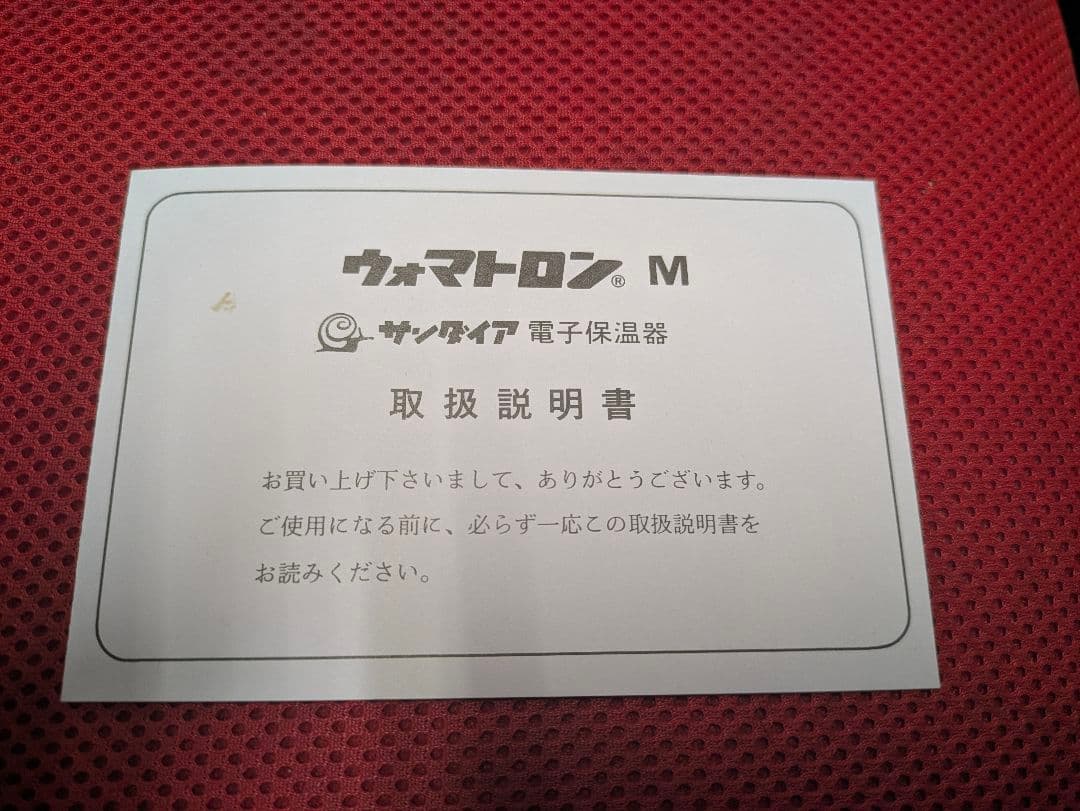 ウォマトロン® M
サンダイア 電子保温器
取扱説明書
お買い上げ下さいまして、ありがとうございます。
ご使用になる前に、必らず一応この取扱説明書を
お読みください。